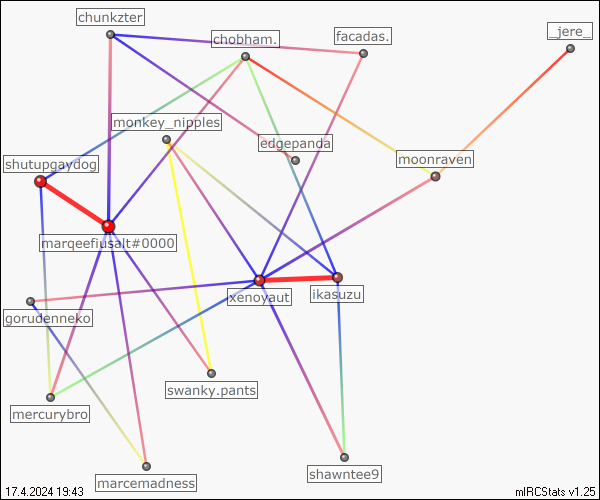 chunkzter
_jere_
facadas.
chobham.
monkey_nipples
edgepanda
moonraven
shutupgaydog
marqeefiusalt#0000
ikasuzu
xenoyaut
gorudenneko
swanky.pants
mercurybro
shawntee9
marcemadness
17.4.2024 19:43
mIRCStats v1.25